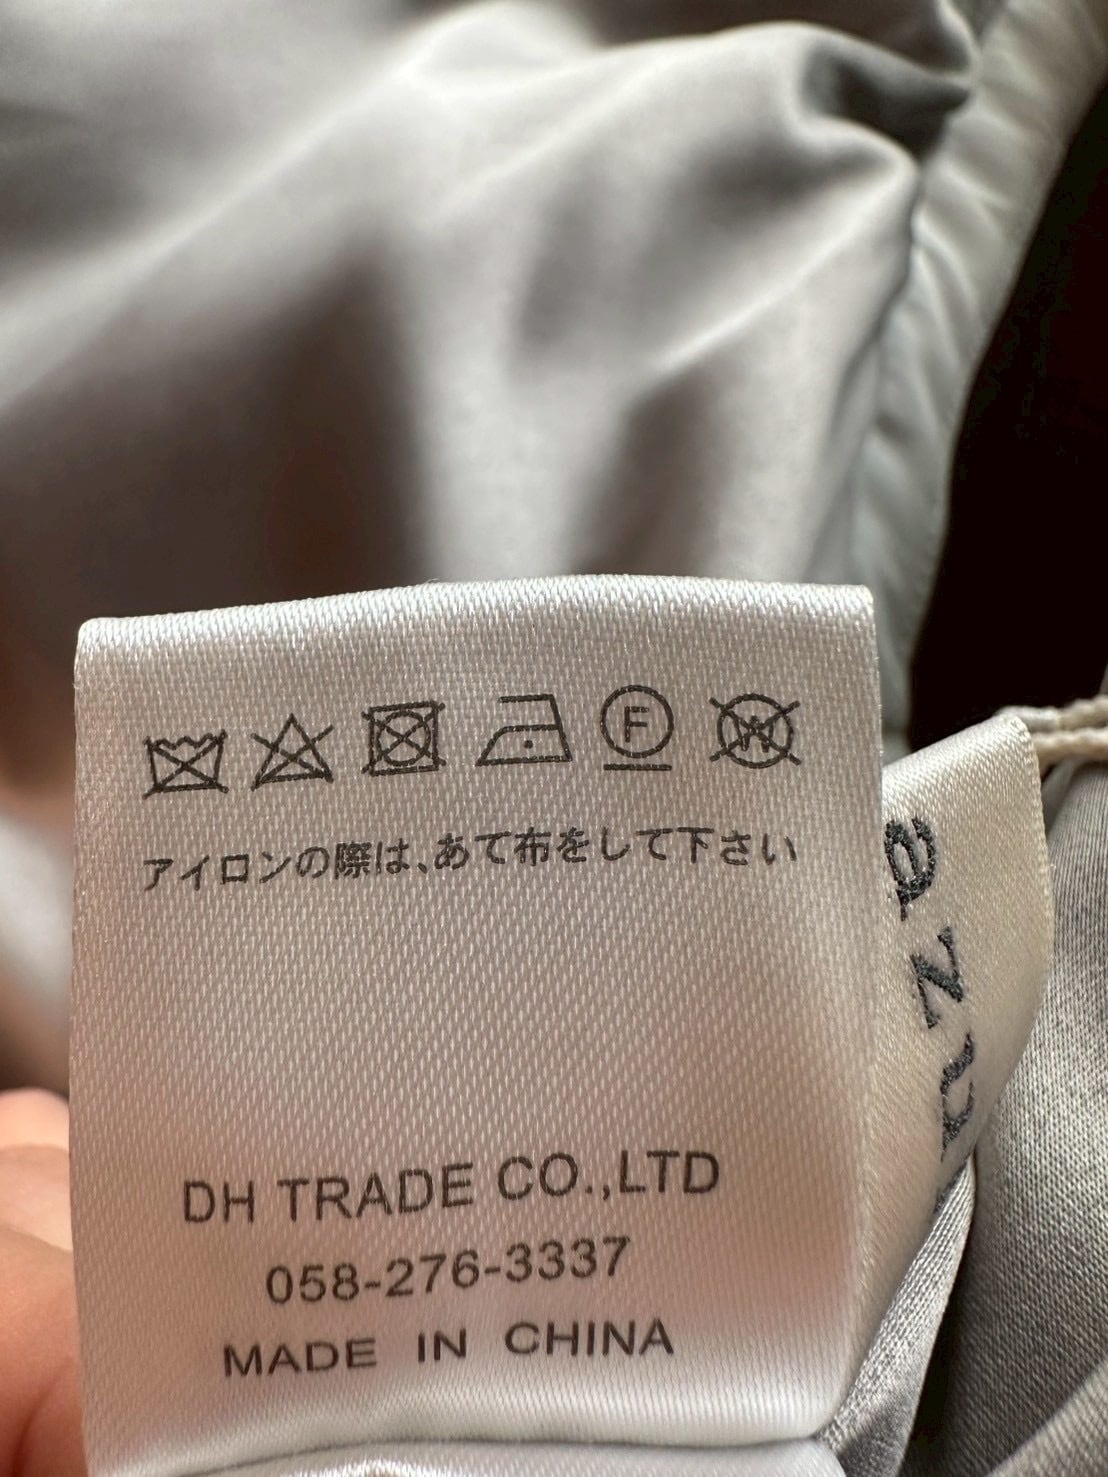 F
W
アイロンの際は、あて布をして下さい
DH TRADE CO.,LTD
058-276-3337
MADE IN CHINA